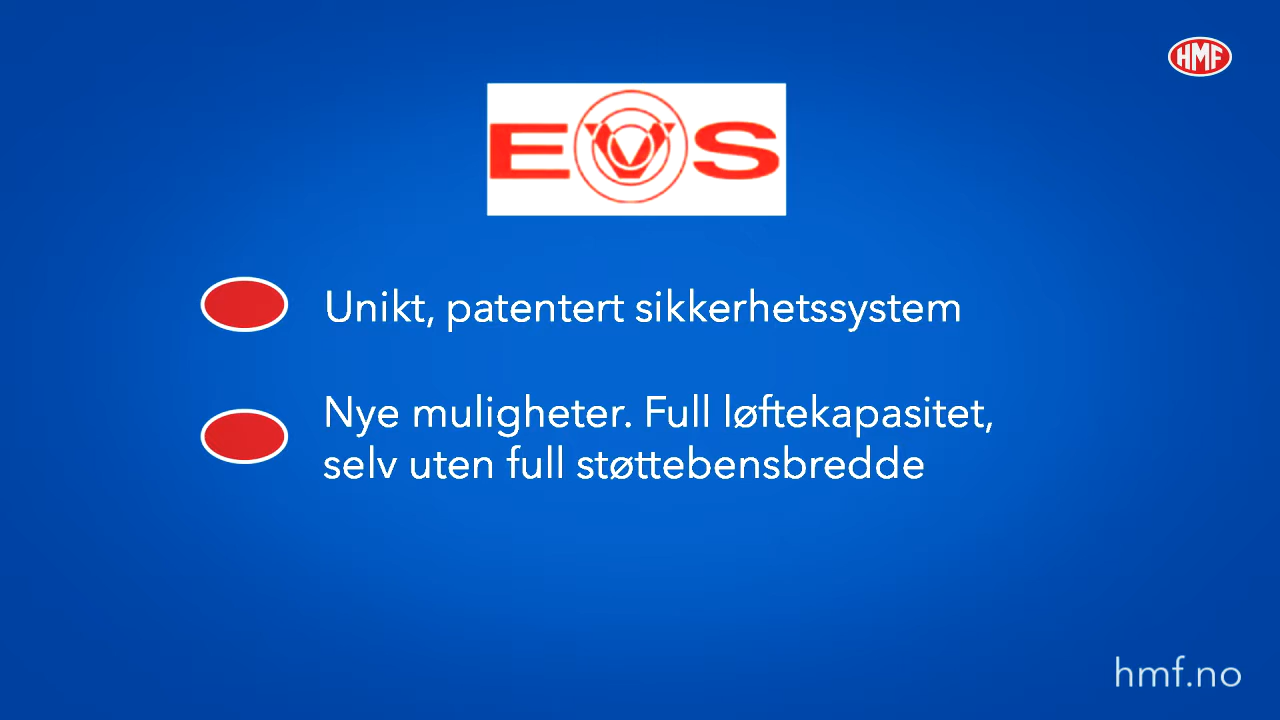 HMF
EVS
Unikt, patentert sikkerhetssystem
Nye muligheter. Full løftekapasitet,
selv uten full støttebensbredde
hmf.no